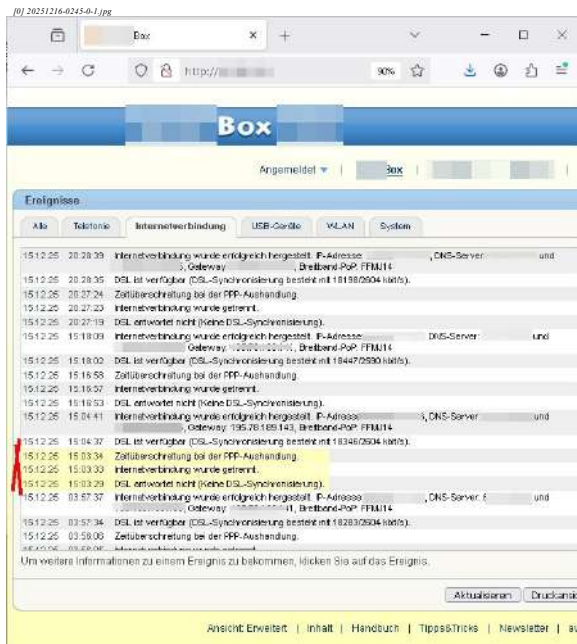 [0] 20251216-0245-0-1.jpg
Box
http://
90%
Box
Angemeldet | Box |
Ereignisse
Alle Telefonie Internetverbindung USB-Geräte WLAN System
15.12.25 20:28:39 Internetverbindung wurde erfolgreich hergestellt. IP-Adresse: , DNS-Server: und
, Gateway: , Breitband-PoP: FFMJ14
15.12.25 20:28:35 DSL ist verfügbar (DSL-Synchronisierung besteht mit 18198/2604 kbit/s).
15.12.25 20:27:24 Zeitüberschreitung bei der PPP-Aushandlung.
15.12.25 20:27:23 Internetverbindung wurde getrennt.
15.12.25 20:27:19 DSL antwortet nicht (Keine DSL-Synchronisierung).
15.12.25 15:18:09 Internetverbindung wurde erfolgreich hergestellt. IP-Adresse: DNS-Server: und
Gateway: , Breitband-PoP: FFMJ14
15.12.25 15:18:02 DSL ist verfügbar (DSL-Synchronisierung besteht mit 18447/2590 kbit/s).
15.12.25 15:16:58 Zeitüberschreitung bei der PPP-Aushandlung.
15.12.25 15:16:57 Internetverbindung wurde getrennt.
15.12.25 15:16:53 DSL antwortet nicht (Keine DSL-Synchronisierung).
15.12.25 15:04:41 Internetverbindung wurde erfolgreich hergestellt. IP-Adresse: , DNS-Server: und
, Gateway: 195.78.189.143, Breitband-PoP: FFMJ14
15.12.25 15:04:37 DSL ist verfügbar (DSL-Synchronisierung besteht mit 18346/2604 kbit/s).
15.12.25 15:03:34 Zeitüberschreitung bei der PPP-Aushandlung.
15.12.25 15:03:33 Internetverbindung wurde getrennt.
15.12.25 15:03:29 DSL antwortet nicht (Keine DSL-Synchronisierung).
15.12.25 03:57:37 Internetverbindung wurde erfolgreich hergestellt. IP-Adresse: , DNS-Server: und
, Gateway: , Breitband-PoP: FFMJ14
15.12.25 03:57:34 DSL ist verfügbar (DSL-Synchronisierung besteht mit 18283/2604 kbit/s).
15.12.25 03:56:06 Zeitüberschreitung bei der PPP-Aushandlung.
Um weitere Informationen zu einem Ereignis zu bekommen, klicken Sie auf das Ereignis.
Aktualisieren Druckansic
Ansicht: Erweitert | Inhalt | Handbuch | Tipps&Tricks | Newsletter | av